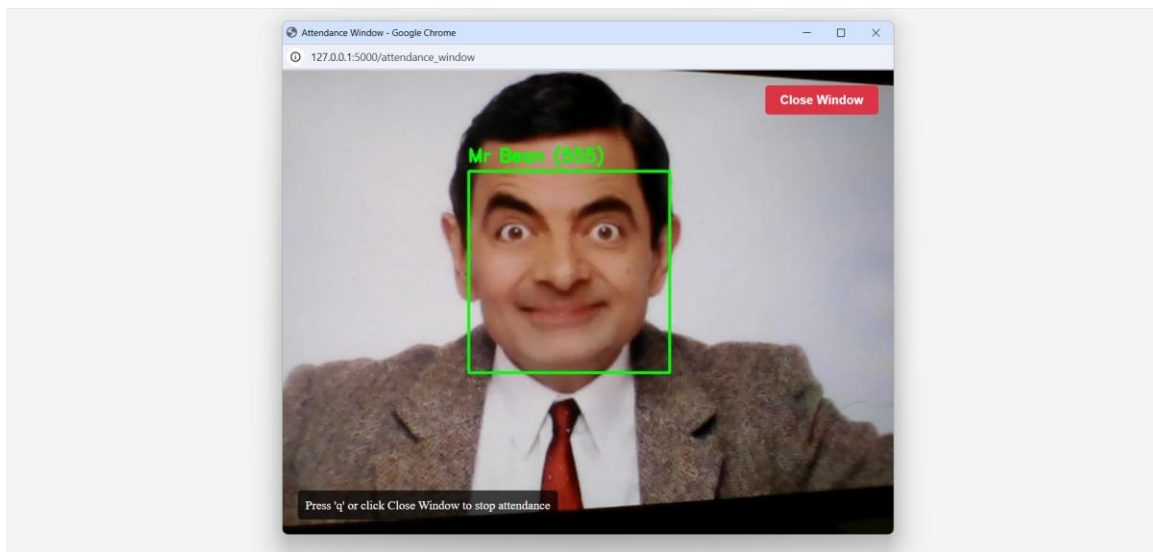 Attendance Window - Google Chrome
127.0.0.1:5000/attendance_window
Close Window
Mr Bean (555)
Press 'q' or click Close Window to stop attendance